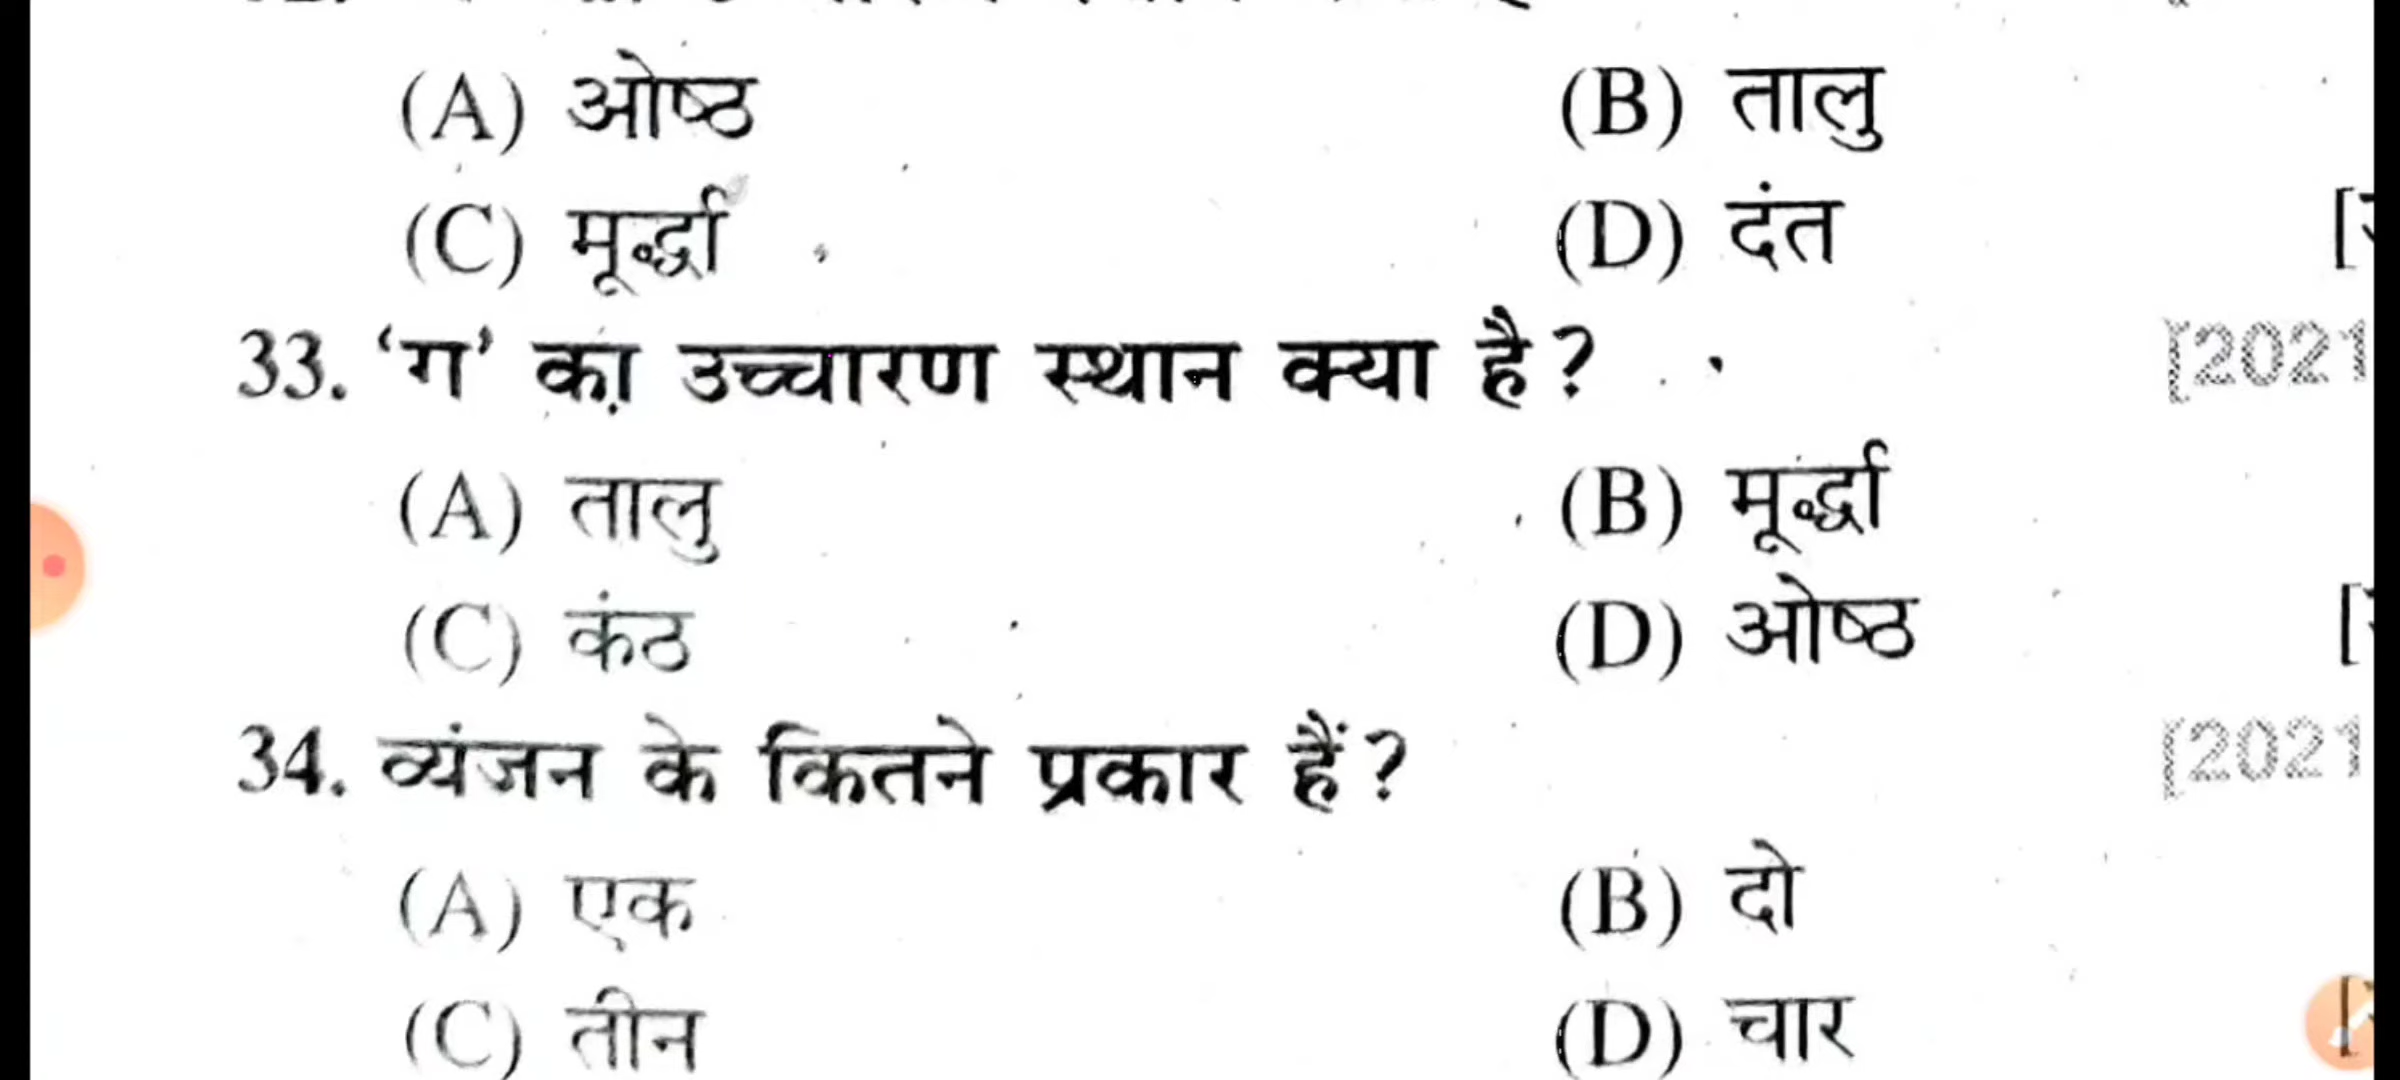 (A) ओष्ठ (B) तालु
(C) मूर्द्धा (D) दंत
33. ‘ग’ का उच्चारण स्थान क्या है? [2021
(A) तालु (B) मूर्द्धा
(C) कंठ (D) ओष्ठ
34. व्यंजन के कितने प्रकार हैं? [2021
(A) एक (B) दो
(C) तीन (D) चार